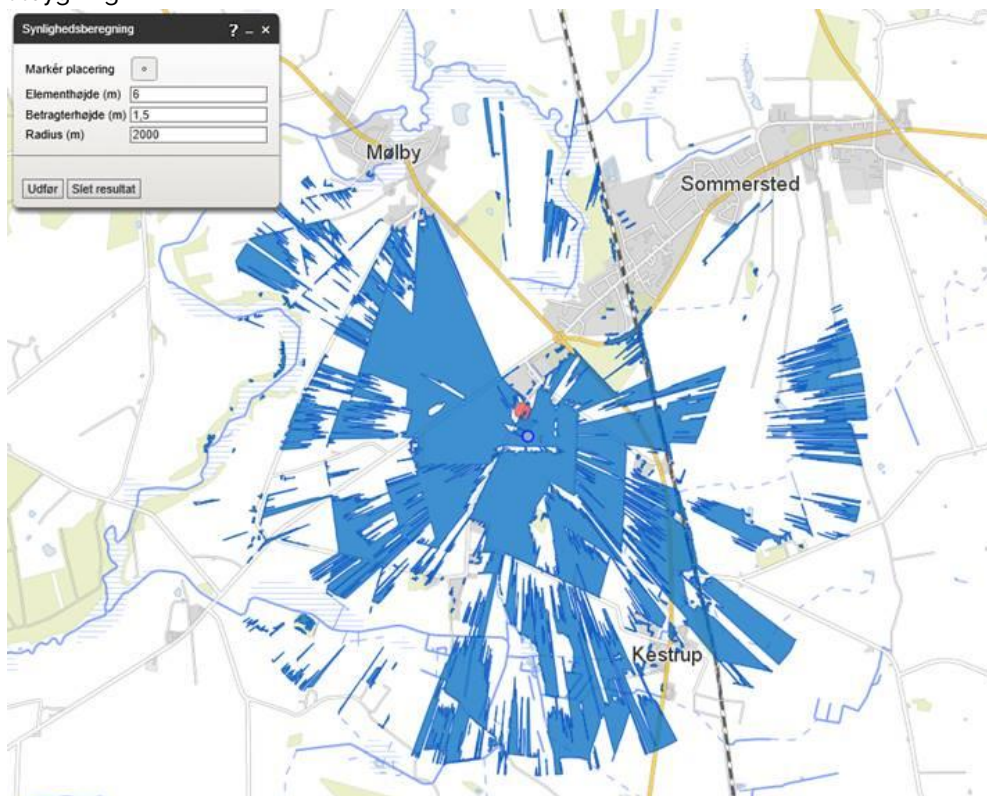 Synlighedsberegning ? – ×
Markér placering
Elementhøjde (m) 6
Betragterhøjde (m) 1,5
Radius (m) 2000
Udfør Slet resultat
Mølby
Sommersted
Kestrup